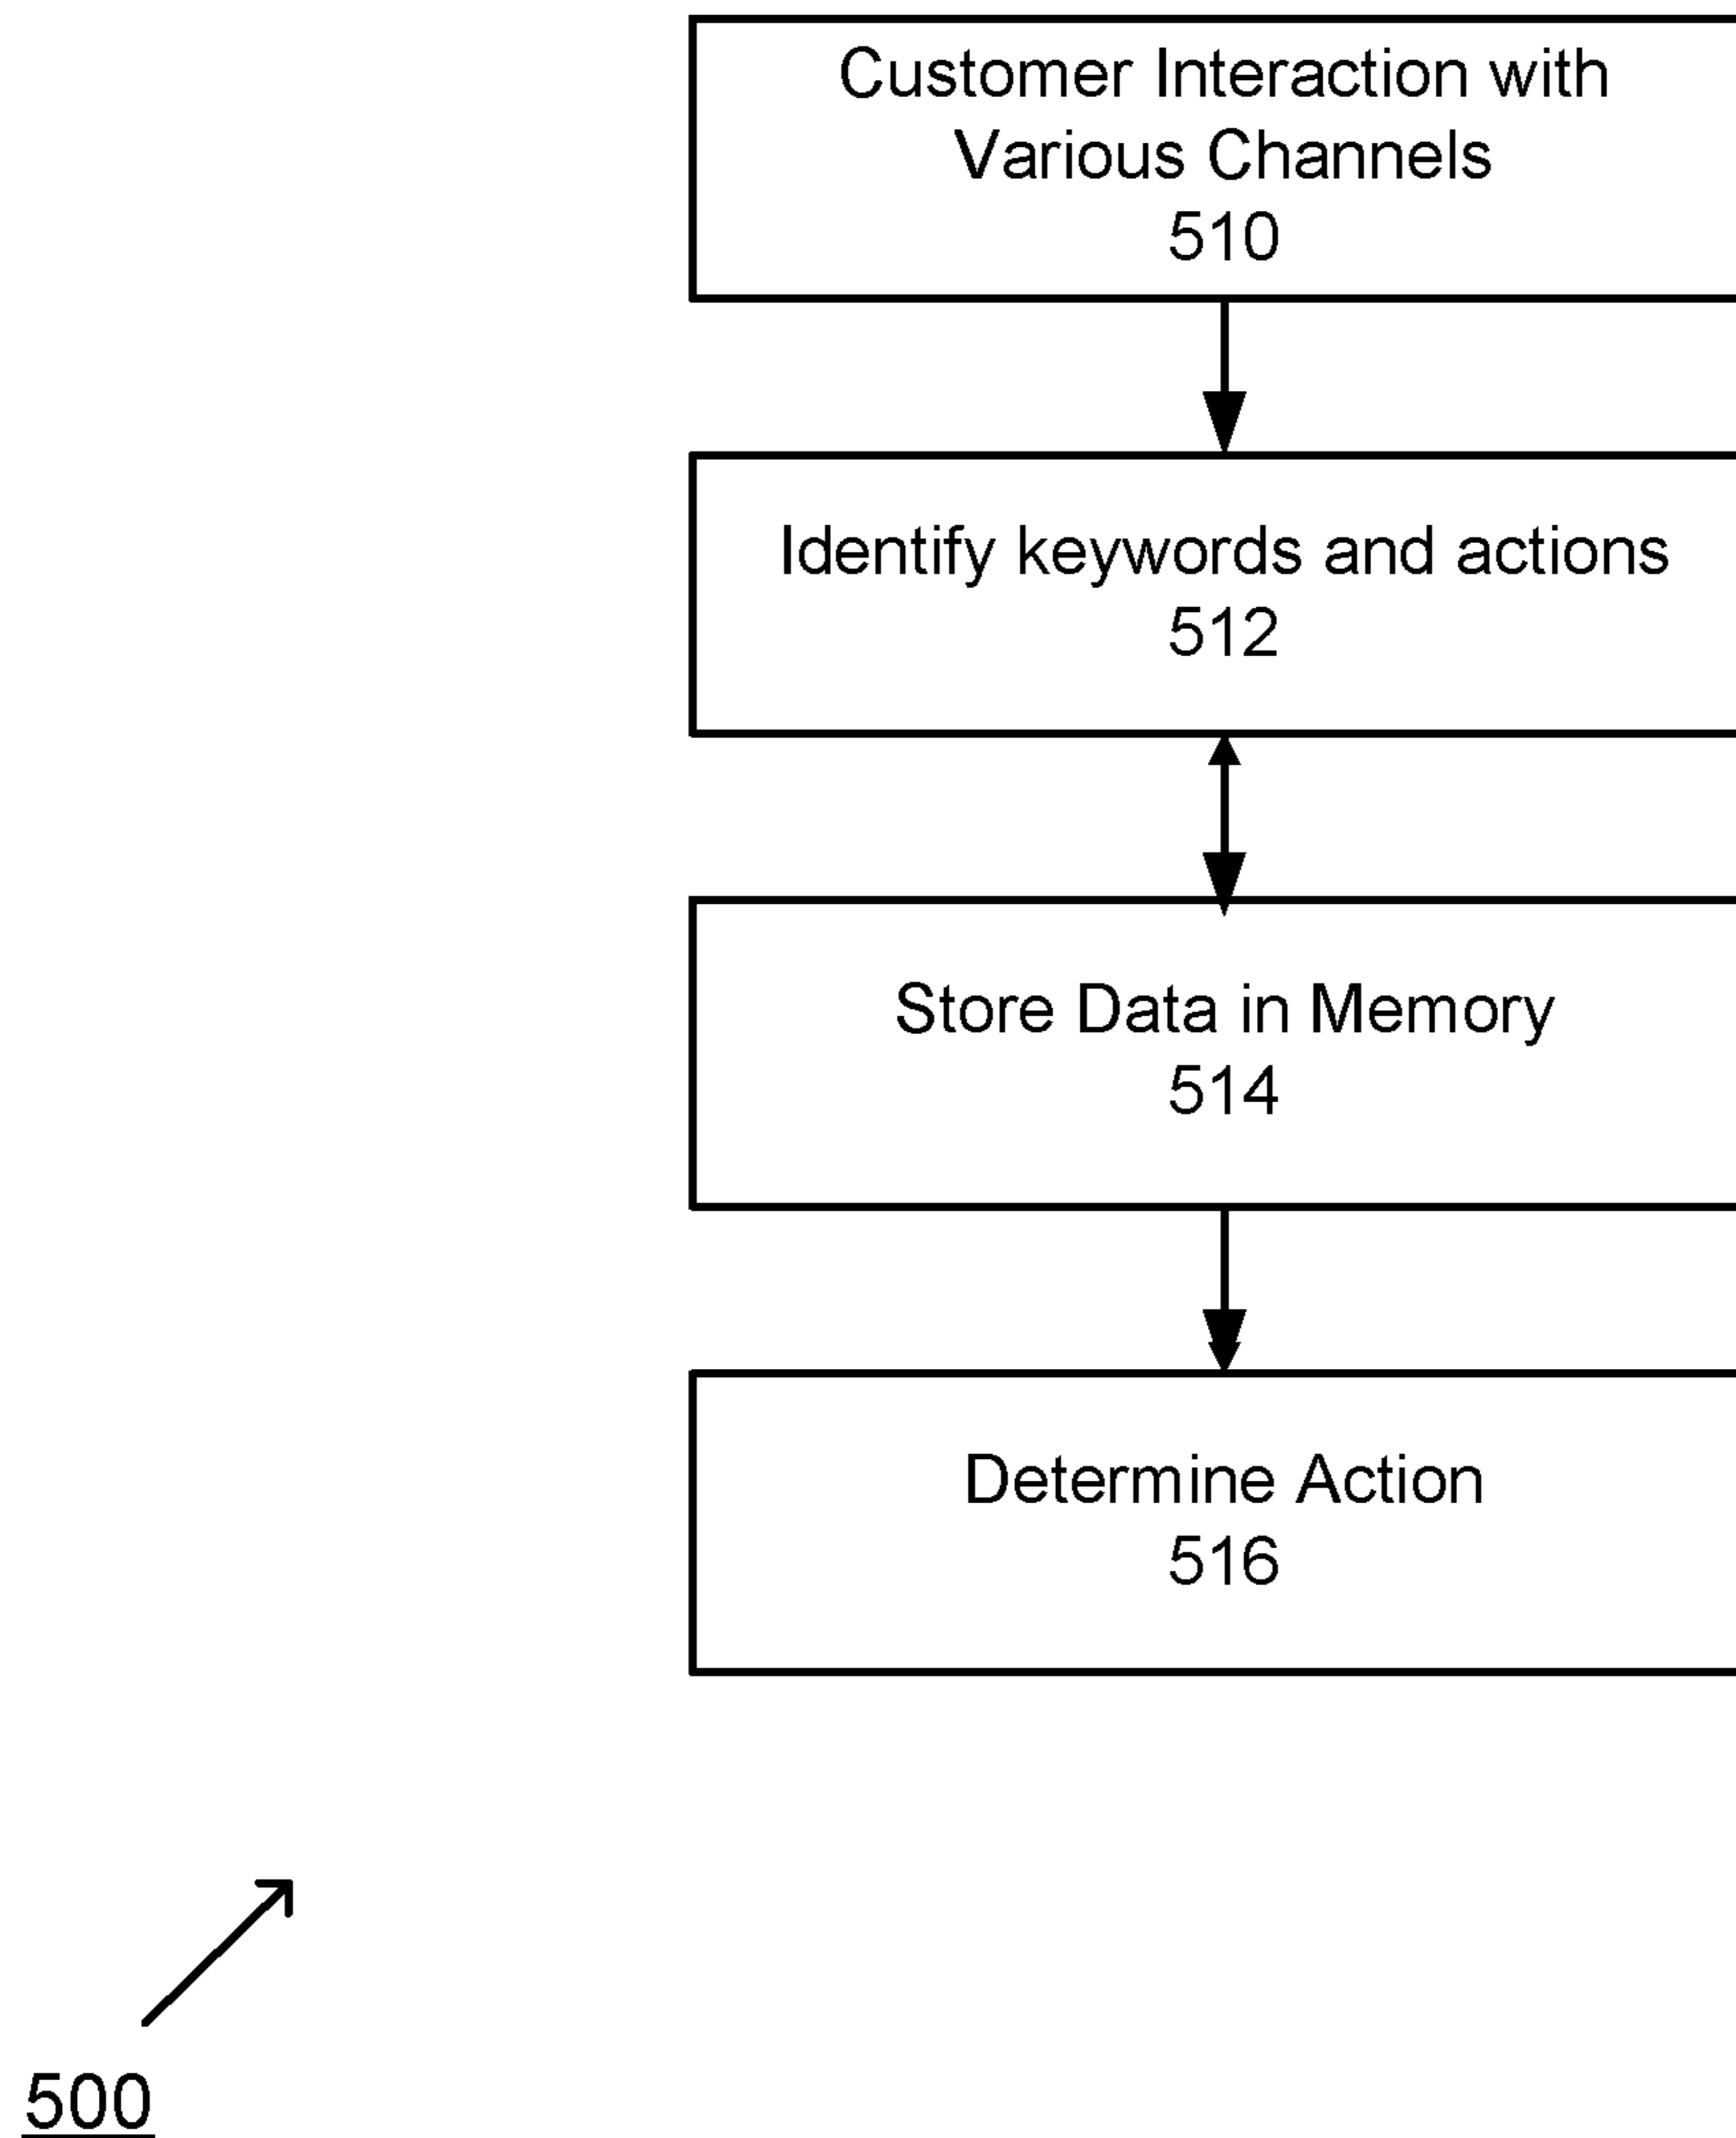 Customer Interaction with
Various Channels
510
Identify keywords and actions
512
Store Data in Memory
514
Determine Action
516
500